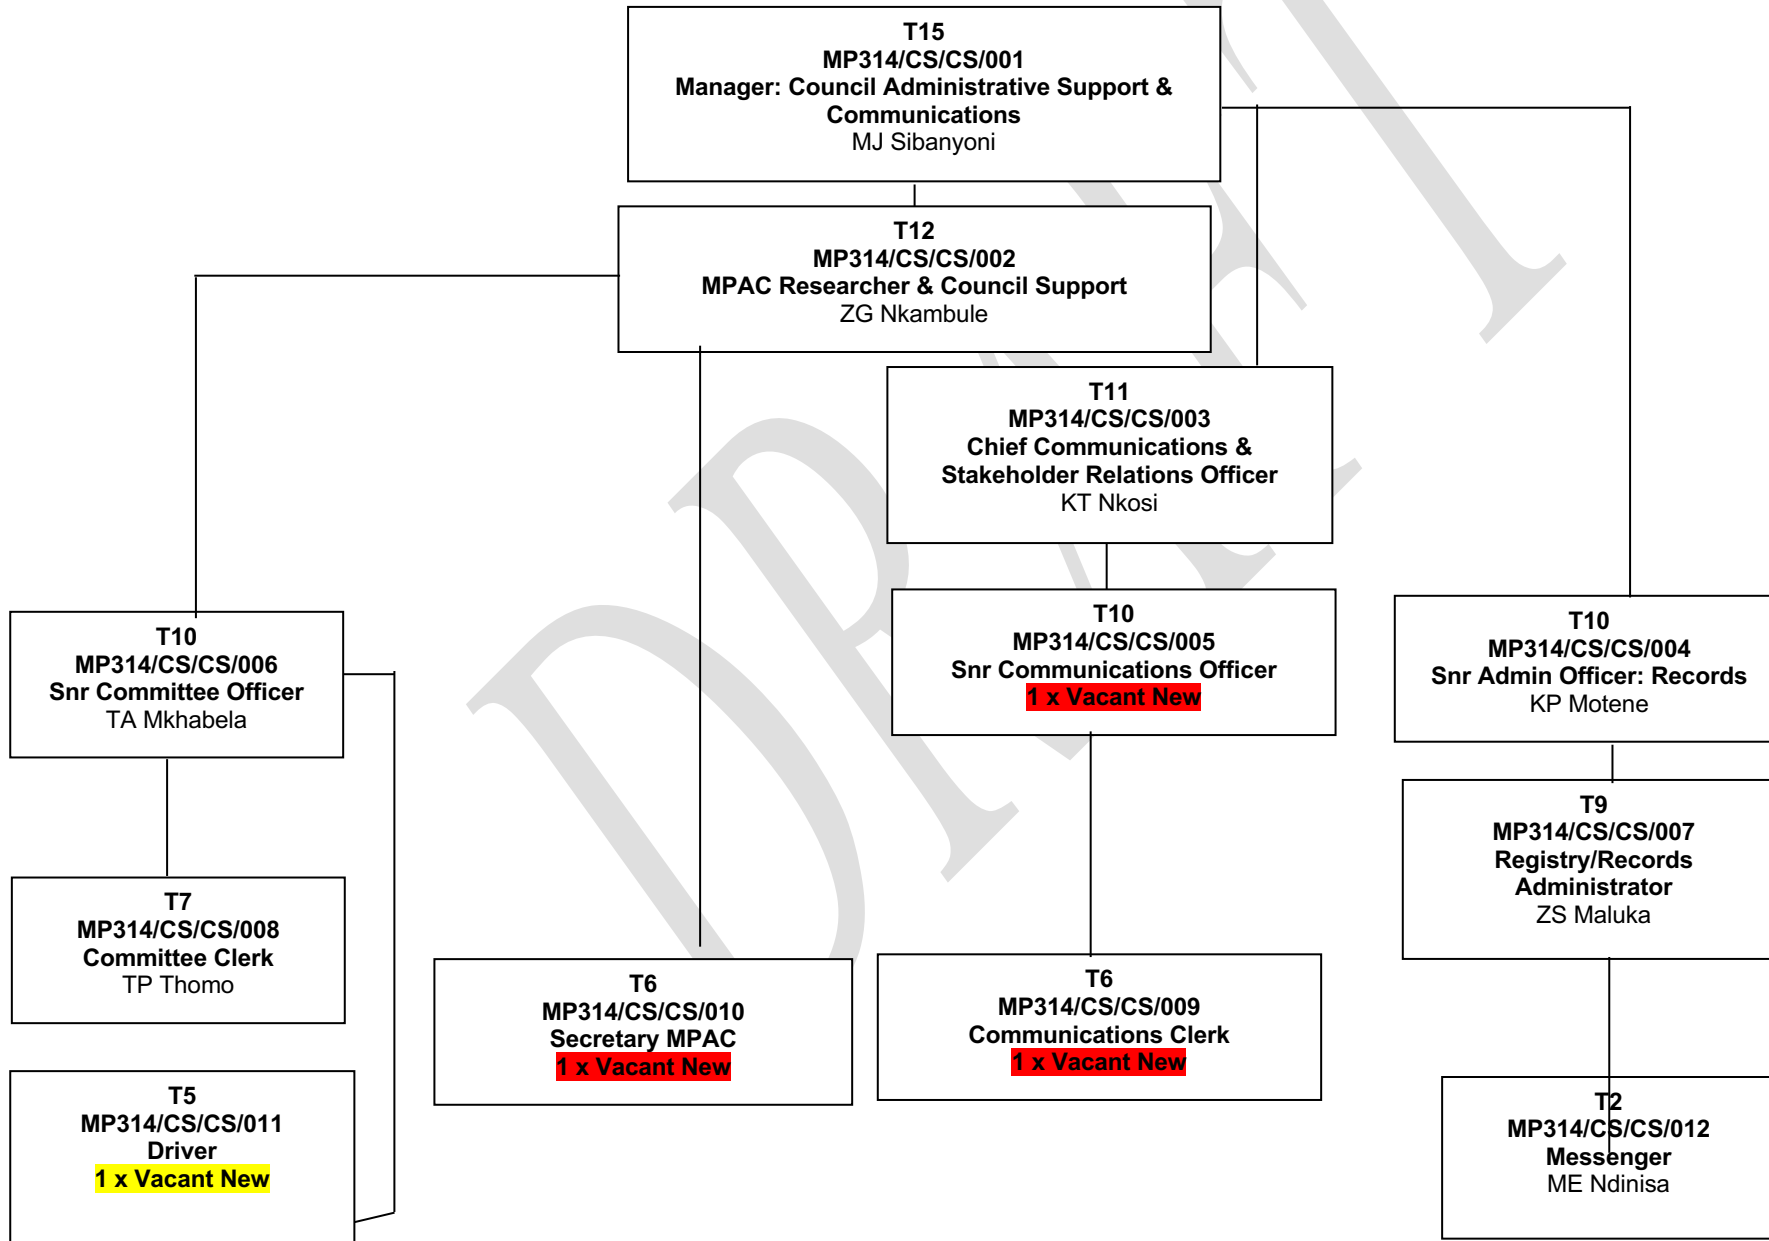 T15
MP314/CS/CS/001
Manager: Council Administrative Support &
Communications
MJ Sibanyoni
T12
MP314/CS/CS/002
MPAC Researcher & Council Support
ZG Nkambule
T11
MP314/CS/CS/003
Chief Communications &
Stakeholder Relations Officer
KT Nkosi
T10
MP314/CS/CS/006
Snr Committee Officer
TA Mkhabela
T10
MP314/CS/CS/005
Snr Communications Officer
1 x Vacant New
T10
MP314/CS/CS/004
Snr Admin Officer: Records
KP Motene
T9
MP314/CS/CS/007
Registry/Records
Administrator
ZS Maluka
T7
MP314/CS/CS/008
Committee Clerk
TP Thomo
T6
MP314/CS/CS/010
Secretary MPAC
1 x Vacant New
T6
MP314/CS/CS/009
Communications Clerk
1 x Vacant New
T5
MP314/CS/CS/011
Driver
1 x Vacant New
T2
MP314/CS/CS/012
Messenger
ME Ndinisa
DRAFT